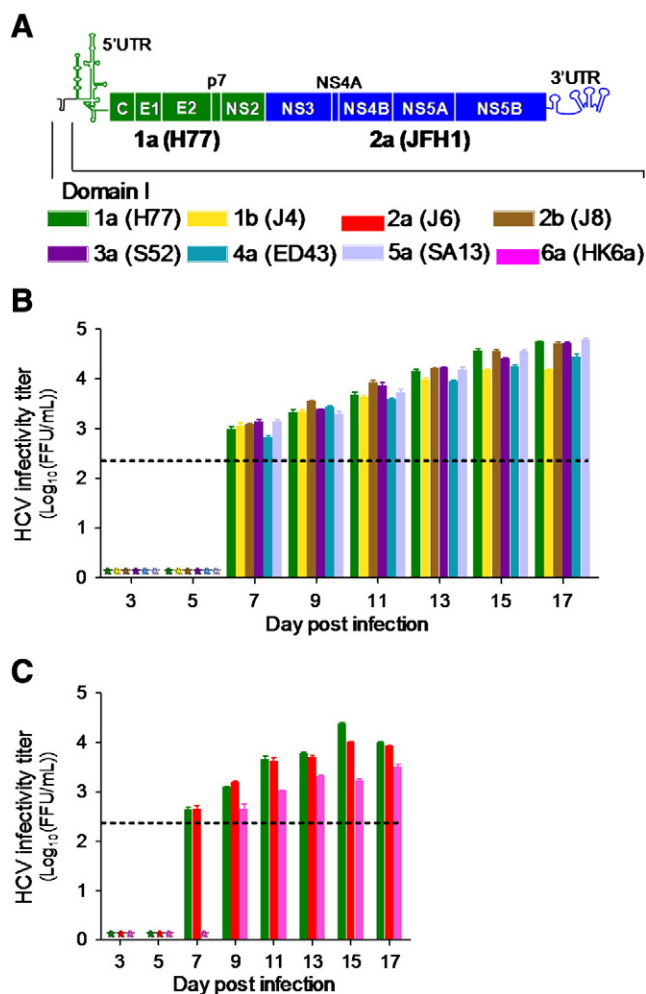 A
5'UTR
p7
NS4A
3'UTR
C E1 E2 NS2 NS3 NS4B NS5A NS5B
1a (H77) 2a (JFH1)
Domain I
1a (H77) 1b (J4) 2a (J6) 2b (J8)
3a (S52) 4a (ED43) 5a (SA13) 6a (HK6a)
B
HCV infectivity titer
(Log10(FFU/mL))
5
4
3
2
1
0
3 5 7 9 11 13 15 17
Day post infection
C
HCV infectivity titer
(Log10(FFU/mL))
5
4
3
2
1
0
3 5 7 9 11 13 15 17
Day post infection